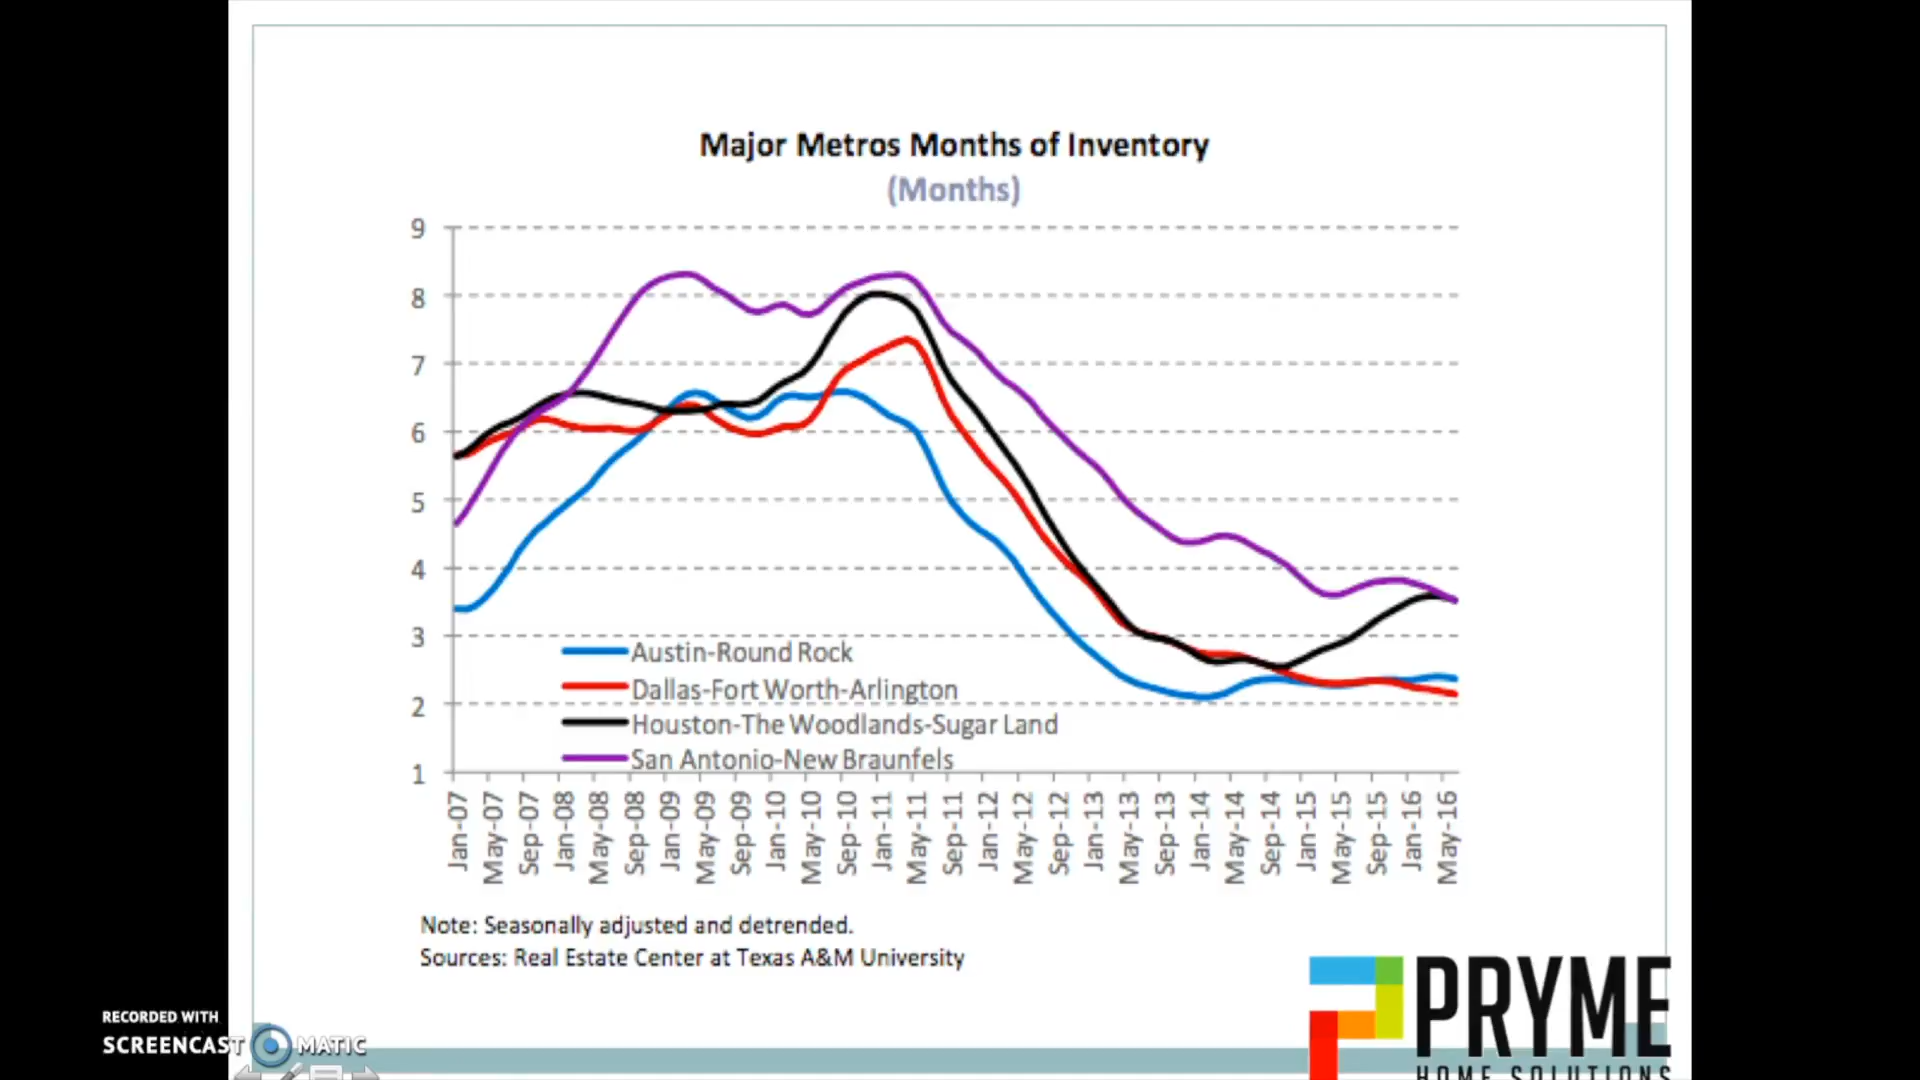 Major Metros Months of Inventory
(Months)
9
8
7
6
5
4
3
2
1
Austin-Round Rock
Dallas-Fort Worth-Arlington
Houston-The Woodlands-Sugar Land
San Antonio-New Braunfels
Jan-07
May-07
Sep-07
Jan-08
May-08
Sep-08
Jan-09
May-09
Sep-09
Jan-10
May-10
Sep-10
Jan-11
May-11
Sep-11
Jan-12
May-12
Sep-12
Jan-13
May-13
Sep-13
Jan-14
May-14
Sep-14
Jan-15
May-15
Sep-15
Jan-16
May-16
Note: Seasonally adjusted and detrended.
Sources: Real Estate Center at Texas A&M University
PRYME
HOME SOLUTIONS
RECORDED WITH
SCREENCAST MATIC